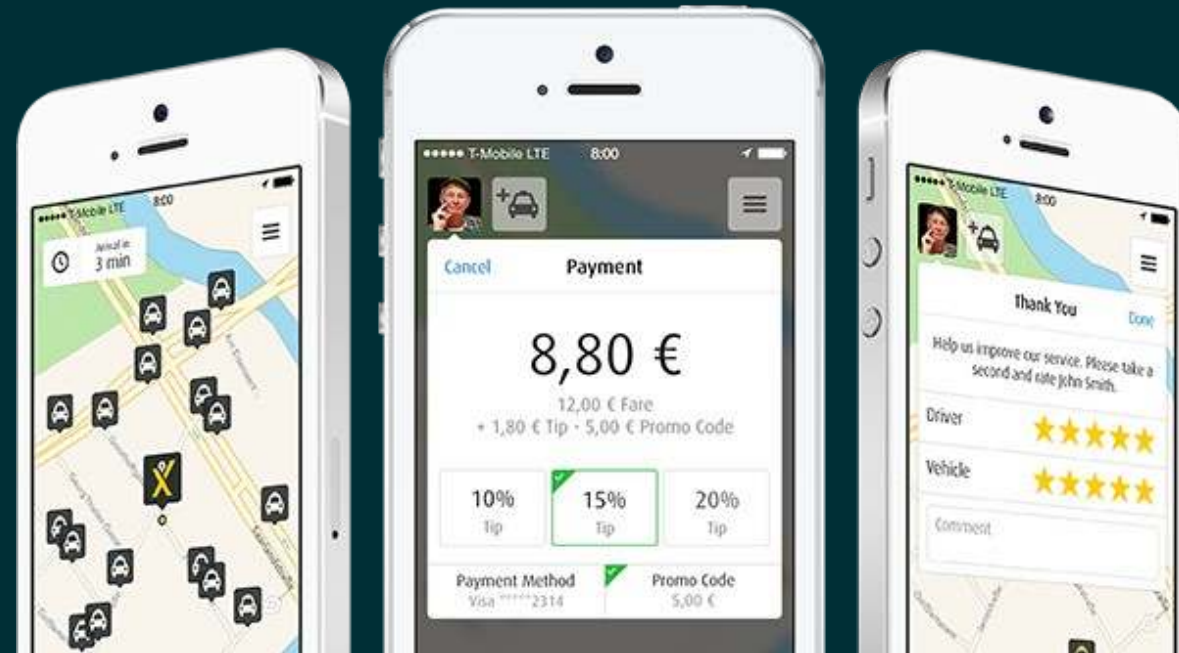 T-Mobile LTE 8:00
Arrival in
3 min
T-Mobile LTE 8:00
Cancel Payment
8,80 €
12,00 € Fare
+ 1,80 € Tip - 5,00 € Promo Code
10% 15% 20%
Tip Tip Tip
Payment Method Promo Code
Visa *****2314 5,00 €
T-Mobile LTE 8:00
Thank You Done
Help us improve our service. Please take a
second and rate John Smith.
Driver
Vehicle
Comment